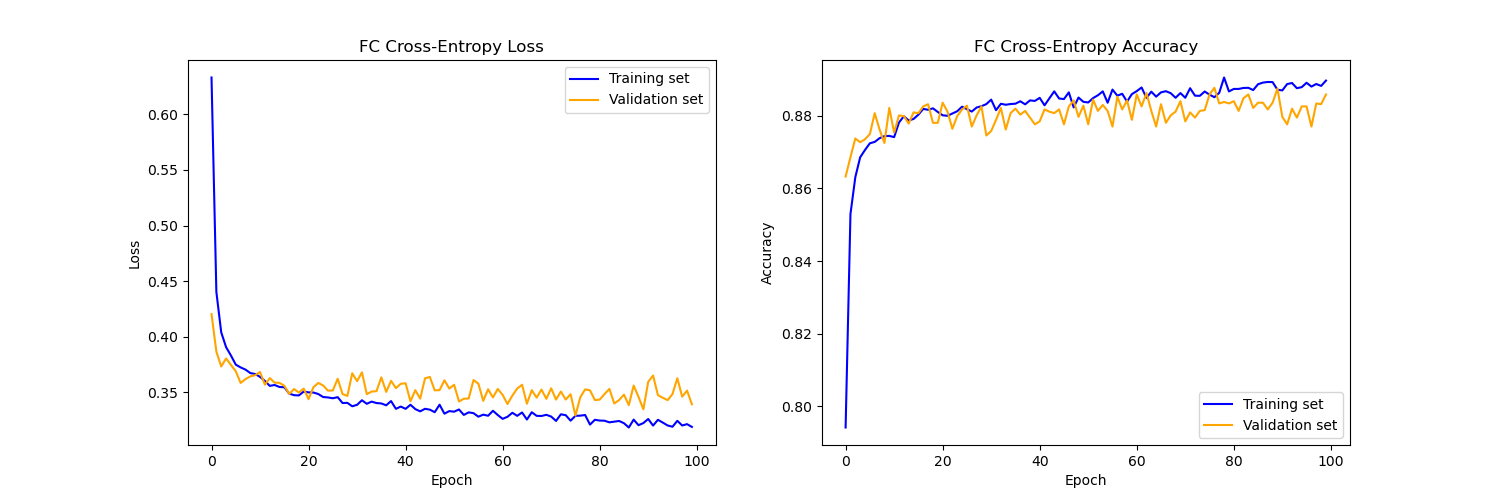 FC Cross-Entropy Loss
Training set
Validation set
0.60
0.55
0.50
0.45
0.40
0.35
Loss
0 20 40 60 80 100
Epoch
FC Cross-Entropy Accuracy
0.88
0.86
0.84
0.82
0.80
Accuracy
Training set
Validation set
0 20 40 60 80 100
Epoch